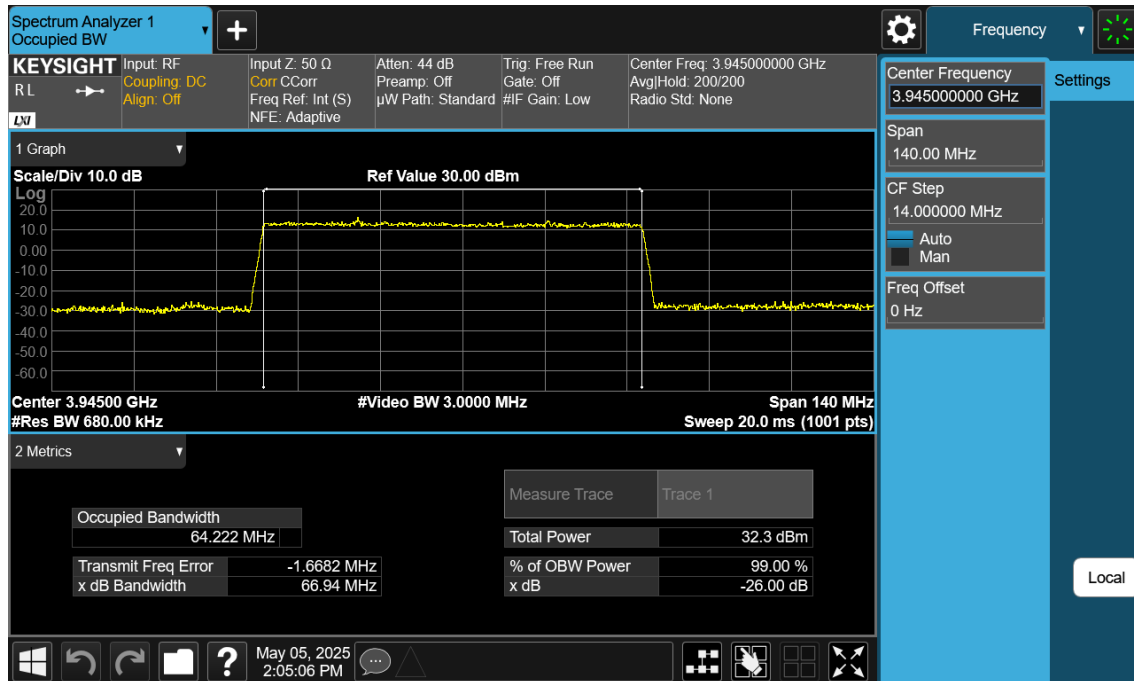 Spectrum Analyzer 1
Occupied BW
Frequency
KEYSIGHT
R L
LXI
Input: RF
Coupling: DC
Align: Off
Input Z: 50 Ω
Corr CCorr
Freq Ref: Int (S)
NFE: Adaptive
Atten: 44 dB
Preamp: Off
µW Path: Standard
Trig: Free Run
Gate: Off
#IF Gain: Low
Center Freq: 3.945000000 GHz
Avg|Hold: 200/200
Radio Std: None
Center Frequency
3.945000000 GHz
Settings
Span
140.00 MHz
CF Step
14.000000 MHz
Auto
Man
Freq Offset
0 Hz
Local
1 Graph
Scale/Div 10.0 dB
Ref Value 30.00 dBm
Log
20.0
10.0
0.00
-10.0
-20.0
-30.0
-40.0
-50.0
-60.0
Center 3.94500 GHz
#Video BW 3.0000 MHz
Span 140 MHz
#Res BW 680.00 kHz
Sweep 20.0 ms (1001 pts)
2 Metrics
Measure Trace
Trace 1
Occupied Bandwidth
64.222 MHz
Total Power
32.3 dBm
Transmit Freq Error
-1.6682 MHz
% of OBW Power
99.00 %
x dB Bandwidth
66.94 MHz
x dB
-26.00 dB
?
May 05, 2025
2:05:06 PM